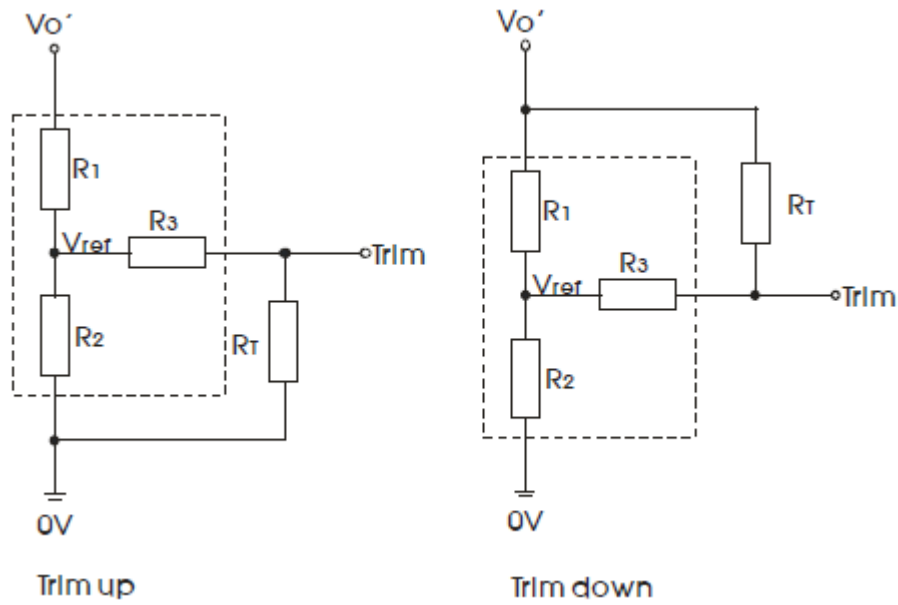 Vo'
R1
Vref
R3
Trim
R2
RT
0V
Trim up
Vo'
R1
RT
Vref
R3
Trim
R2
0V
Trim down